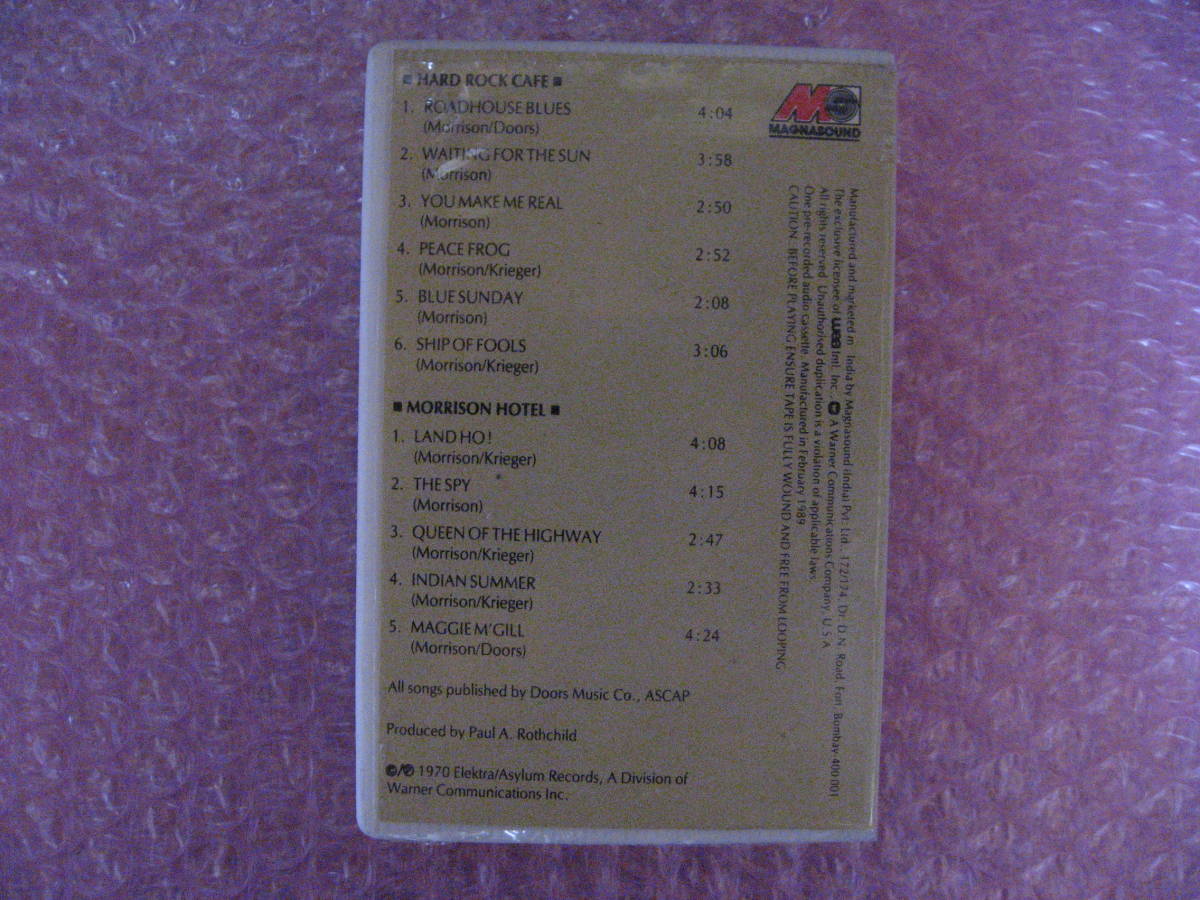 ■ HARD ROCK CAFE ■
1. ROADHOUSE BLUES 4:04
(Morrison/Doors)
2. WAITING FOR THE SUN 3:58
(Morrison)
3. YOU MAKE ME REAL 2:50
(Morrison)
4. PEACE FROG 2:52
(Morrison/Krieger)
5. BLUE SUNDAY 2:08
(Morrison)
6. SHIP OF FOOLS 3:06
(Morrison/Krieger)
■ MORRISON HOTEL ■
1. LAND HO! 4:08
(Morrison/Krieger)
2. THE SPY 4:15
(Morrison)
3. QUEEN OF THE HIGHWAY 2:47
(Morrison/Krieger)
4. INDIAN SUMMER 2:33
(Morrison/Krieger)
5. MAGGIE M'GILL 4:24
(Morrison/Doors)
All songs published by Doors Music Co., ASCAP
Produced by Paul A. Rothchild
©/℗ 1970 Elektra/Asylum Records, A Division of
Warner Communications Inc.
MAGNASOUND
Manufactured and marketed in India by Magnasound (India) Pvt. Ltd., 172/174, Dr. D.N. Road, Fort, Bombay 400 001
The exclusive licensee of wea Intl. Inc. A Warner Communications Company, U.S.A.
All rights reserved. Unauthorised duplication is a violation of applicable laws.
One pre-recorded audio cassette. Manufactured in February 1989
CAUTION: BEFORE PLAYING ENSURE TAPE IS FULLY WOUND AND FREE FROM LOOPING.